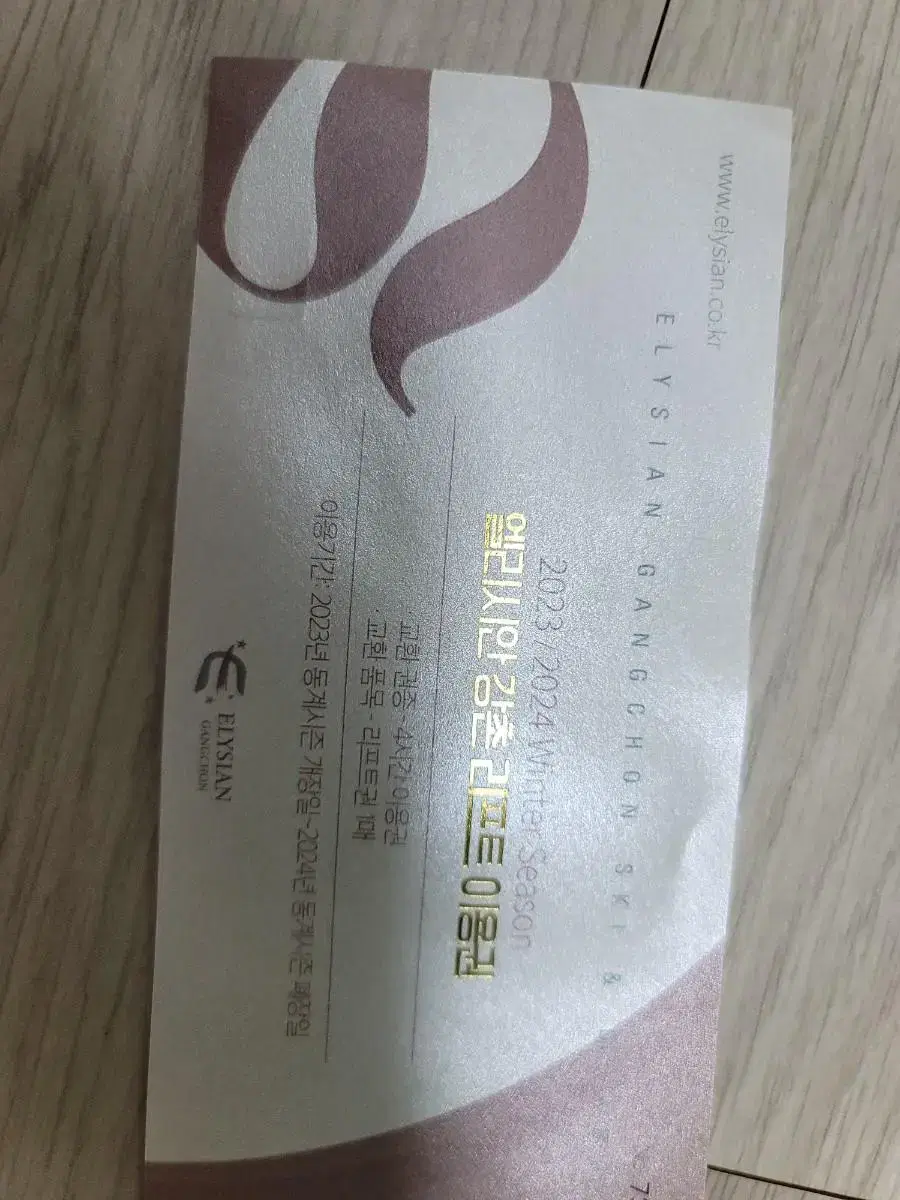 www.elysian.co.kr
ELYSIAN GANGCHON SKI &
2023/2024 Winter Season
엘리시안 강촌 리프트 이용권
· 교환 권종 - 4시간 이용권
· 교환 품목 - 리프트권 1매
이용기간: 2023년 동계시즌 개장일~2024년 동계시즌 폐장일
ELYSIAN
GANGCHON